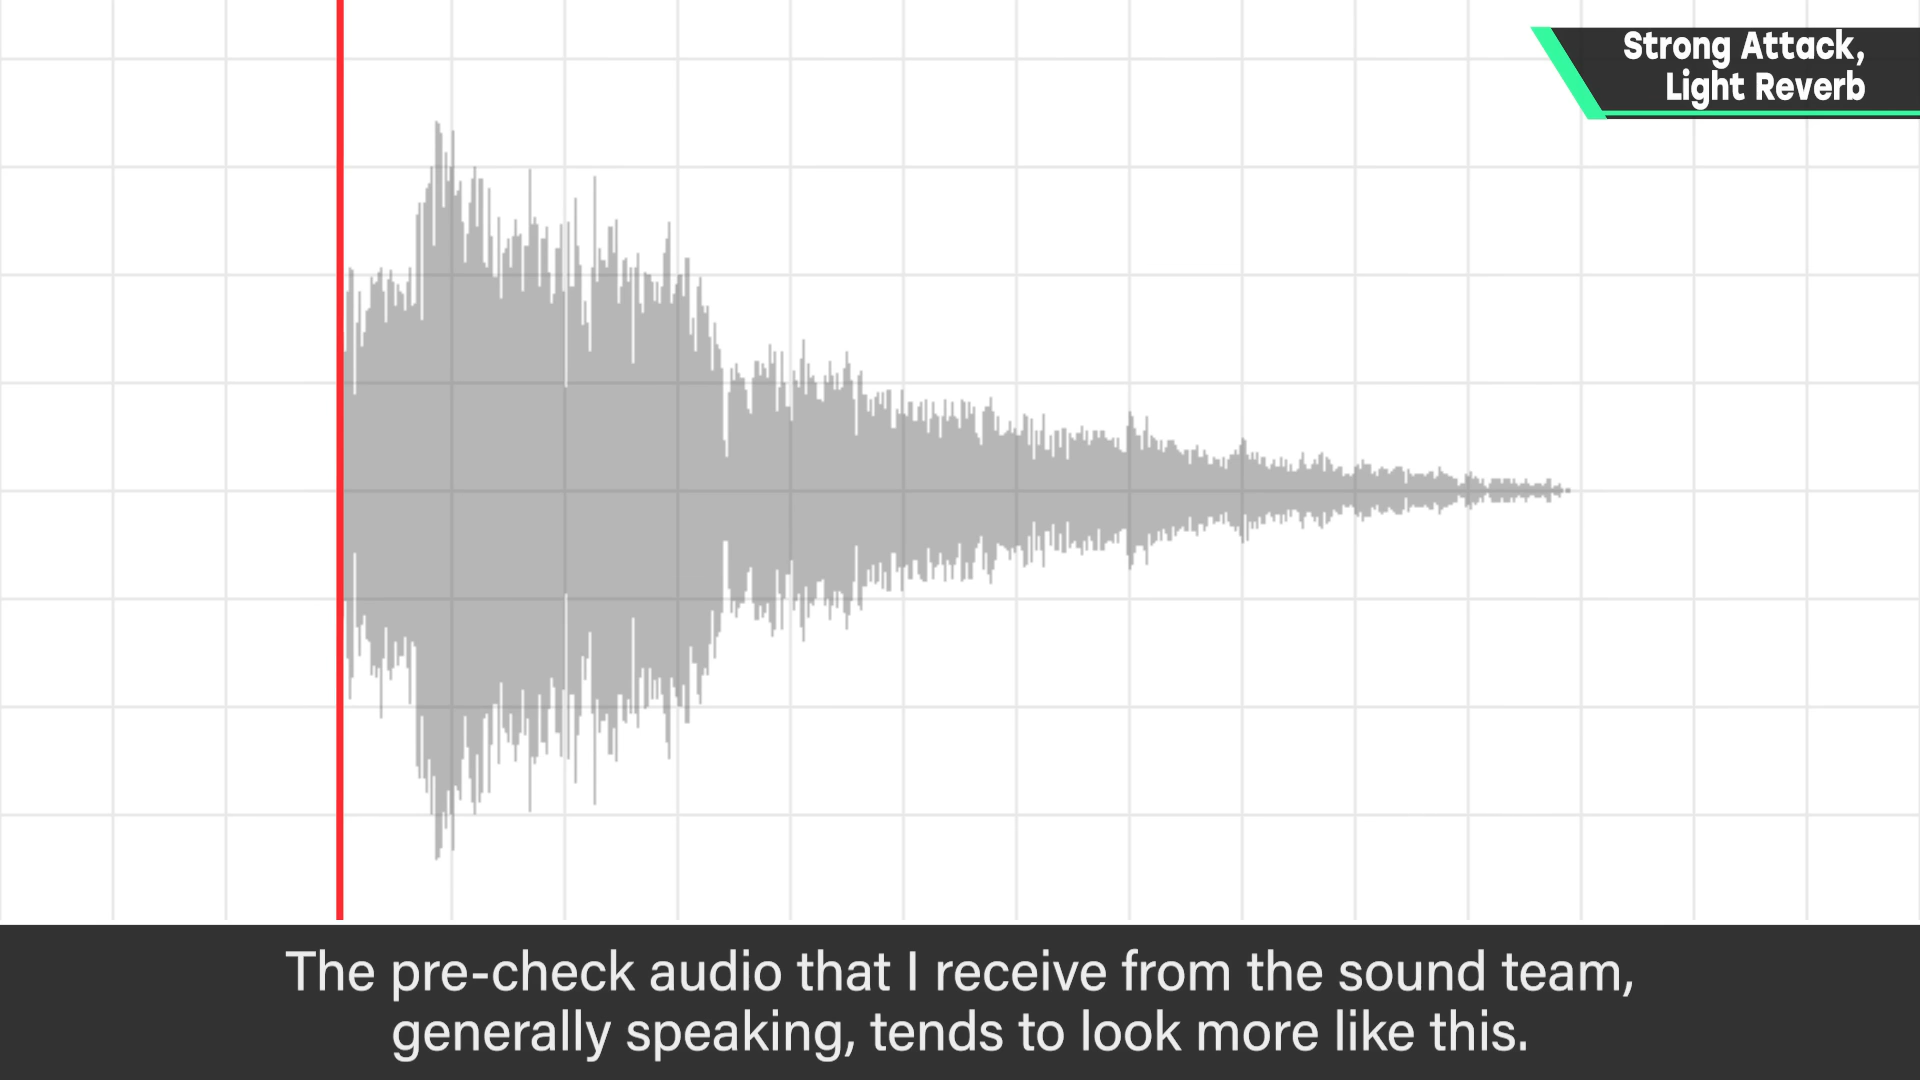 Strong Attack,
Light Reverb
The pre-check audio that I receive from the sound team,
generally speaking, tends to look more like this.